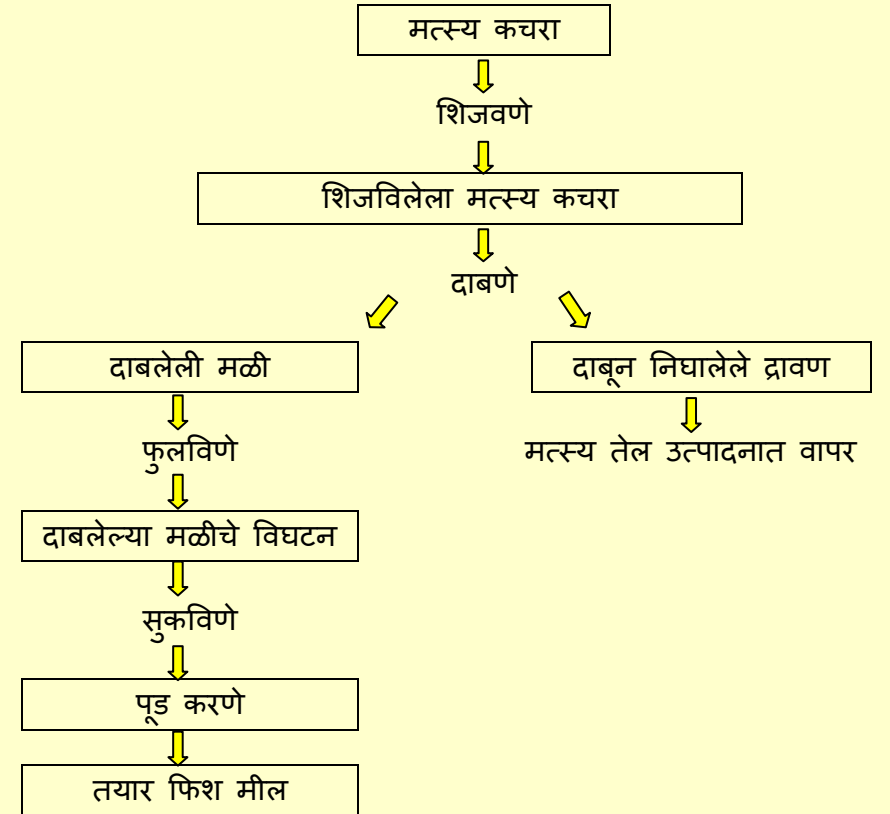 मत्स्य कचरा
शिजवणे
शिजविलेला मत्स्य कचरा
दाबणे
दाबलेली मळी
दाबून निघालेले द्रावण
फुलविणे
मत्स्य तेल उत्पादनात वापर
दाबलेल्या मळीचे विघटन
सुकविणे
पूड करणे
तयार फिश मील